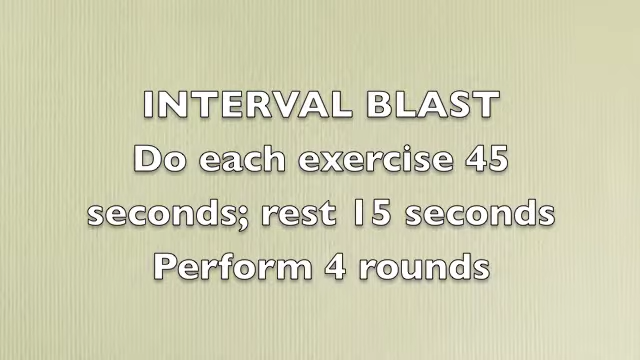 INTERVAL BLAST
Do each exercise 45
seconds; rest 15 seconds
Perform 4 rounds